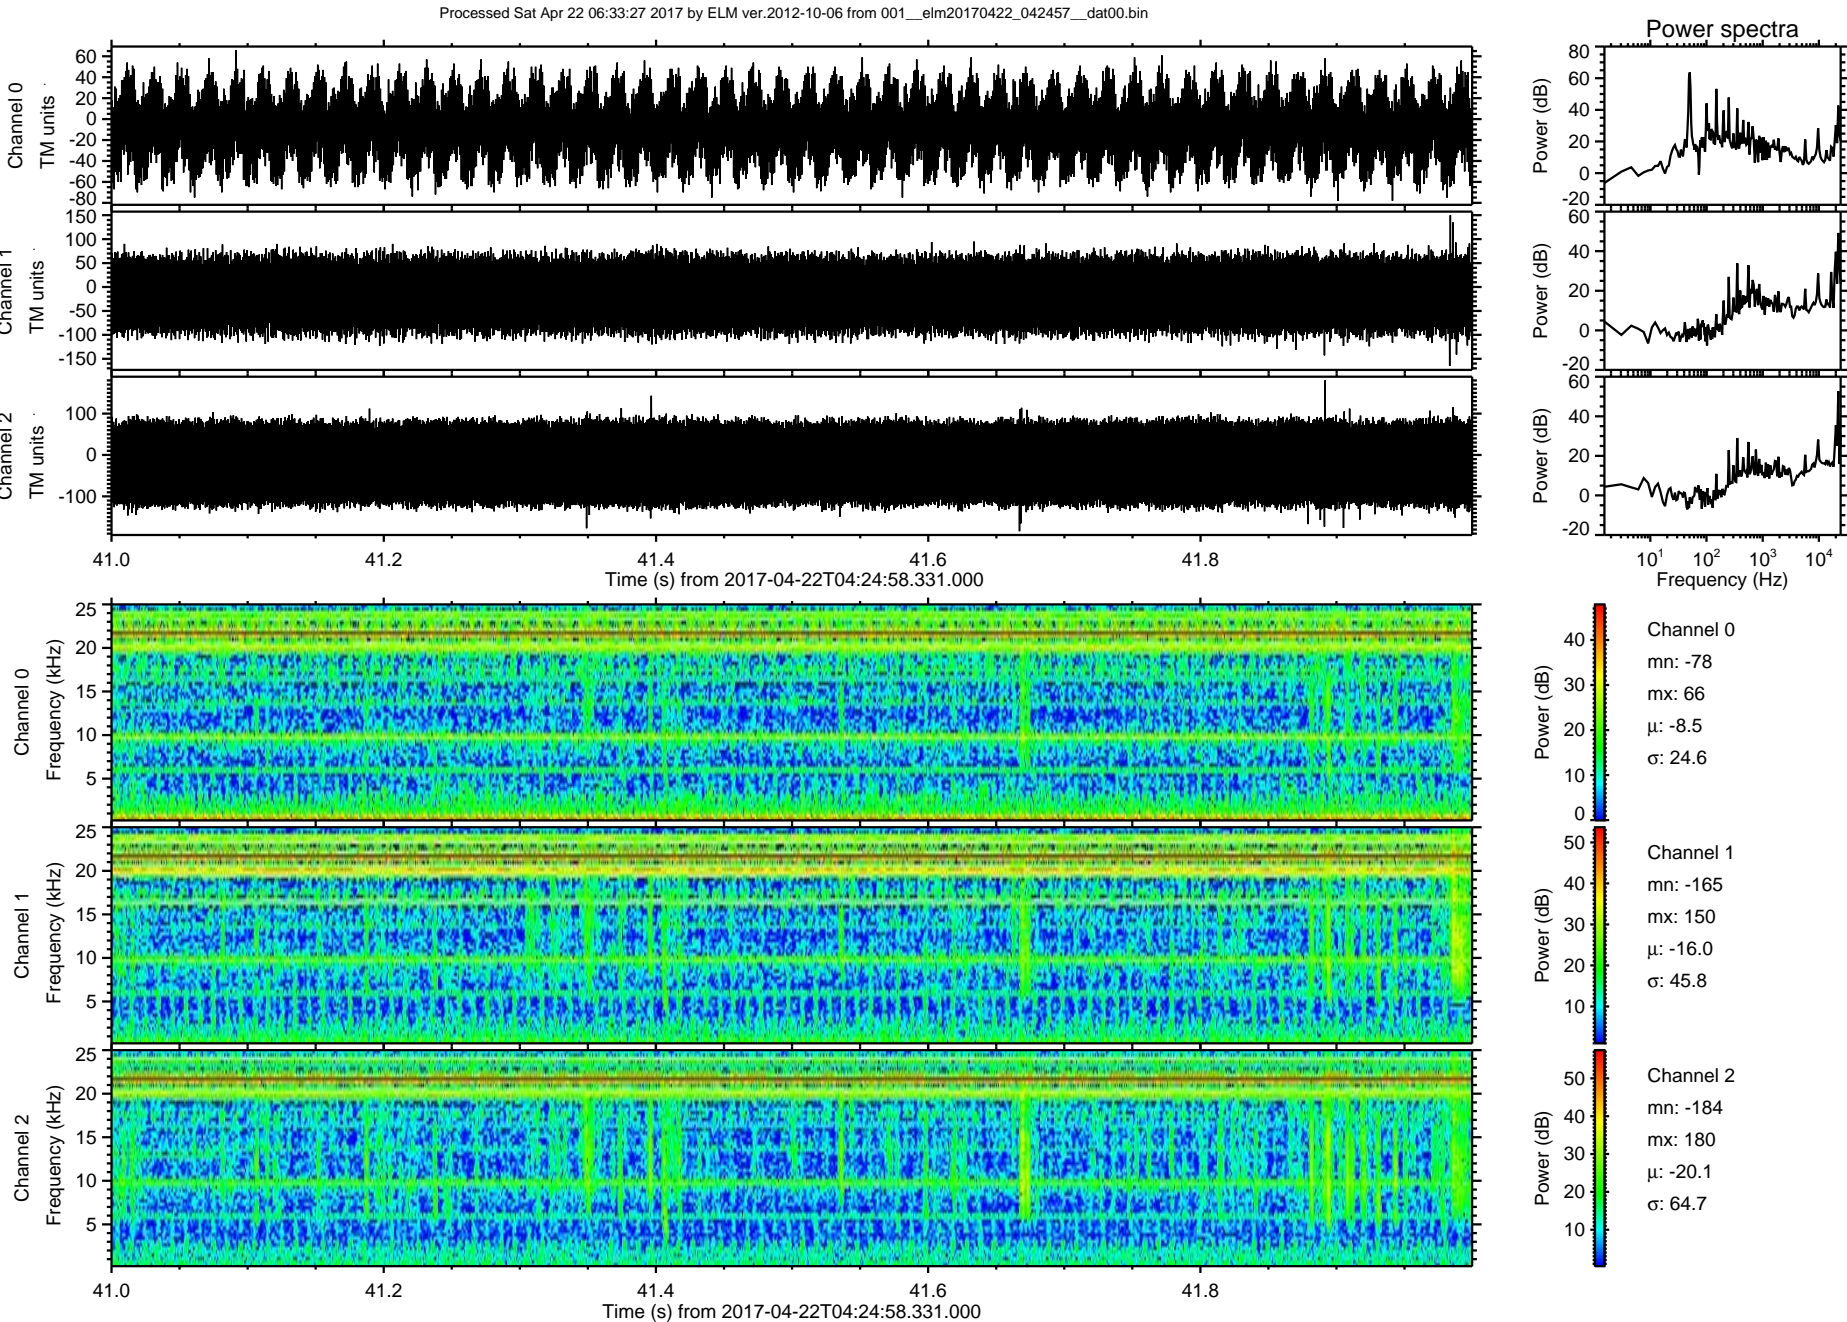 Processed Sat Apr 22 06:33:27 2017 by ELM ver.2012-10-06 from 001__elm20170422_042457__dat00.bin
Power spectra
Channel 0
TM units
60
40
20
0
-20
-40
-60
-80
Power (dB)
80
60
40
20
0
-20
Channel 1
TM units
150
100
50
0
-50
-100
-150
Power (dB)
60
40
20
0
-20
Channel 2
TM units
100
0
-100
Power (dB)
60
40
20
0
-20
41.0 41.2 41.4 41.6 41.8
Time (s) from 2017-04-22T04:24:58.331.000
10^1 10^2 10^3 10^4
Frequency (Hz)
Channel 0
Frequency (kHz)
25
20
15
10
5
Power (dB)
40
30
20
10
0
Channel 0
mn: -78
mx: 66
μ: -8.5
σ: 24.6
Channel 1
Frequency (kHz)
25
20
15
10
5
Power (dB)
50
40
30
20
10
Channel 1
mn: -165
mx: 150
μ: -16.0
σ: 45.8
Channel 2
Frequency (kHz)
25
20
15
10
5
Power (dB)
50
40
30
20
10
Channel 2
mn: -184
mx: 180
μ: -20.1
σ: 64.7
41.0 41.2 41.4 41.6 41.8
Time (s) from 2017-04-22T04:24:58.331.000